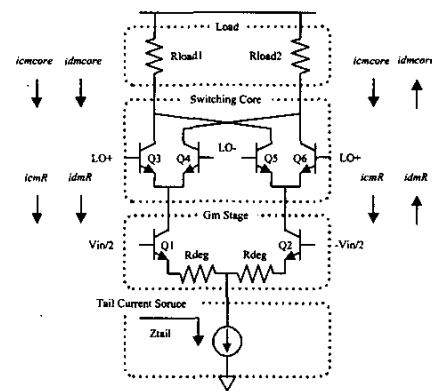 Load
icmcore idmcore Rload1 Rload2 icmcore idmcore
Switching Core
LO+ Q3 Q4 LO- Q5 Q6 LO+
icmR idmR icmR idmR
Gm Stage
Vin/2 Q1 Q2 -Vin/2
Rdeg Rdeg
Tail Current Soruce
Ztail